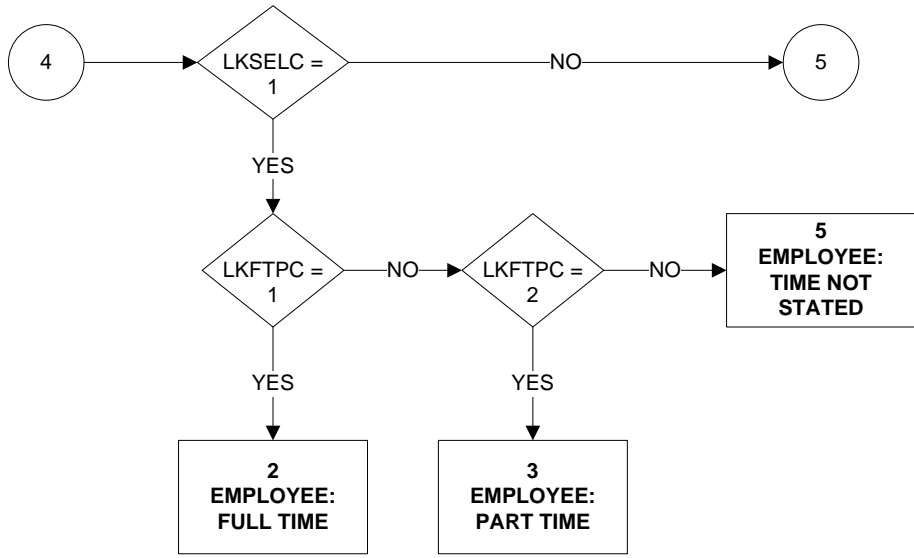 4
LKSELC =
1
NO
5
YES
LKFTPC =
1
NO
LKFTPC =
2
NO
5
EMPLOYEE:
TIME NOT
STATED
YES
YES
2
EMPLOYEE:
FULL TIME
3
EMPLOYEE:
PART TIME